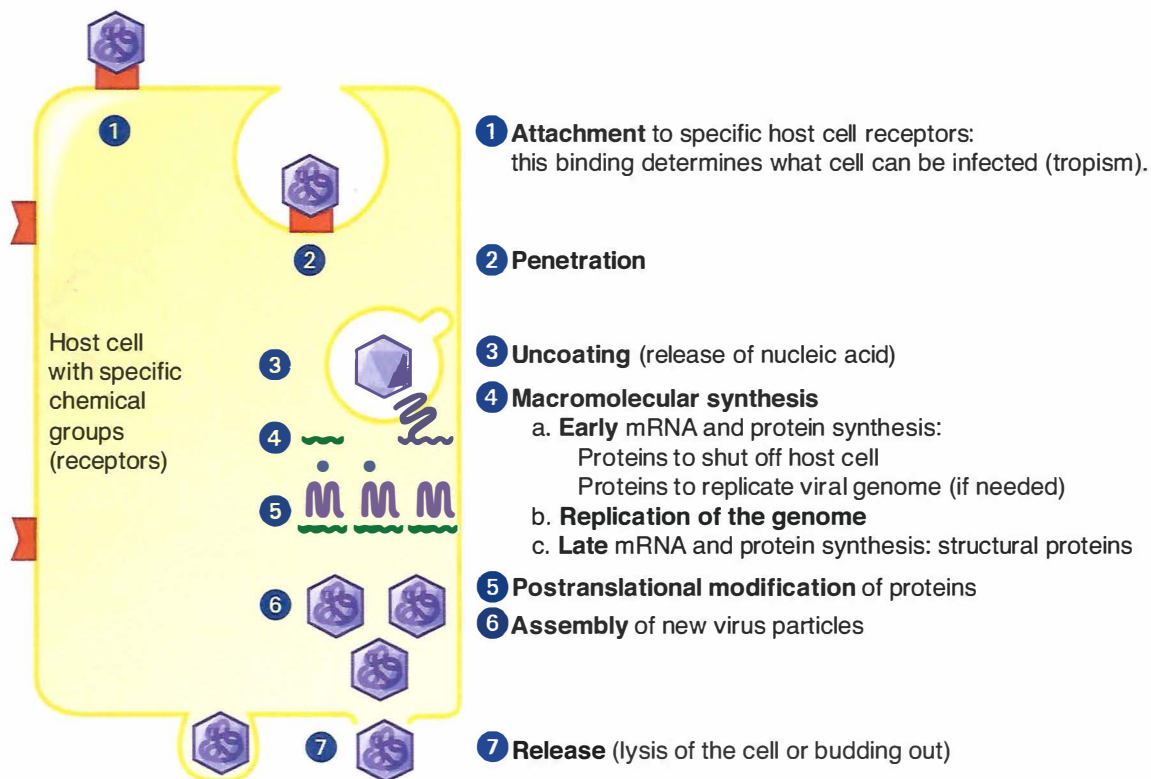 1
2
3
4
5
6
7
Host cell
with specific
chemical
groups
(receptors)
1 Attachment to specific host cell receptors:
this binding determines what cell can be infected (tropism).
2 Penetration
3 Uncoating (release of nucleic acid)
4 Macromolecular synthesis
a. Early mRNA and protein synthesis:
Proteins to shut off host cell
Proteins to replicate viral genome (if needed)
b. Replication of the genome
c. Late mRNA and protein synthesis: structural proteins
5 Postranslational modification of proteins
6 Assembly of new virus particles
7 Release (lysis of the cell or budding out)